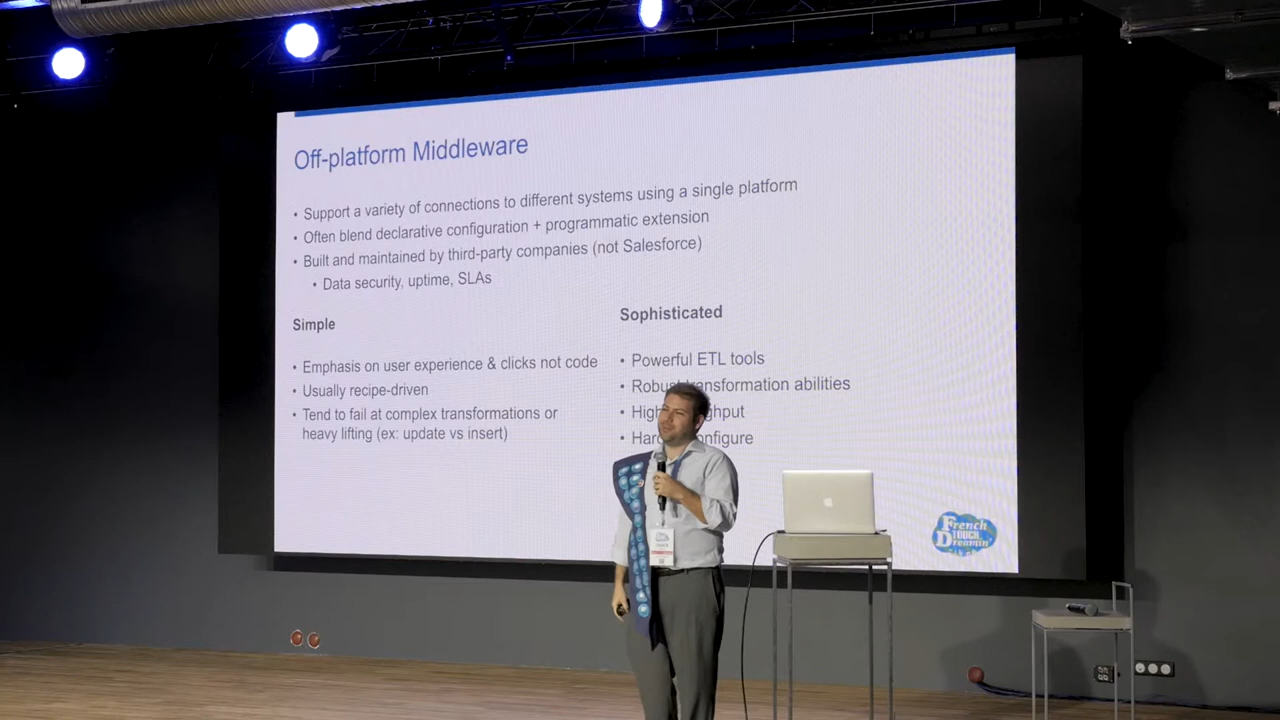 Off-platform Middleware
• Support a variety of connections to different systems using a single platform
• Often blend declarative configuration + programmatic extension
• Built and maintained by third-party companies (not Salesforce)
• Data security, uptime, SLAs
Simple
• Emphasis on user experience & clicks not code
• Usually recipe-driven
• Tend to fail at complex transformations or
heavy lifting (ex: update vs insert)
Sophisticated
• Powerful ETL tools
• Robust transformation abilities
• High
• Hard
French
TOUCH
Dreamin'